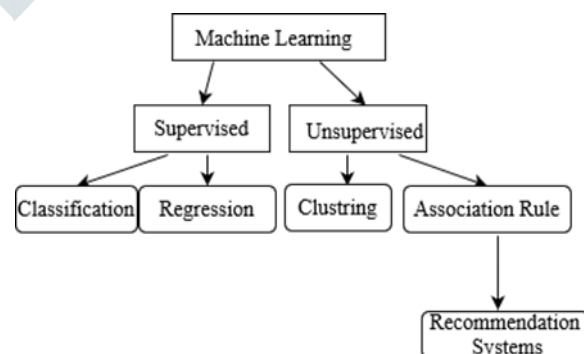 Machine Learning
Supervised
Unsupervised
Classification
Regression
Clustring
Association Rule
Recommendation
Systems